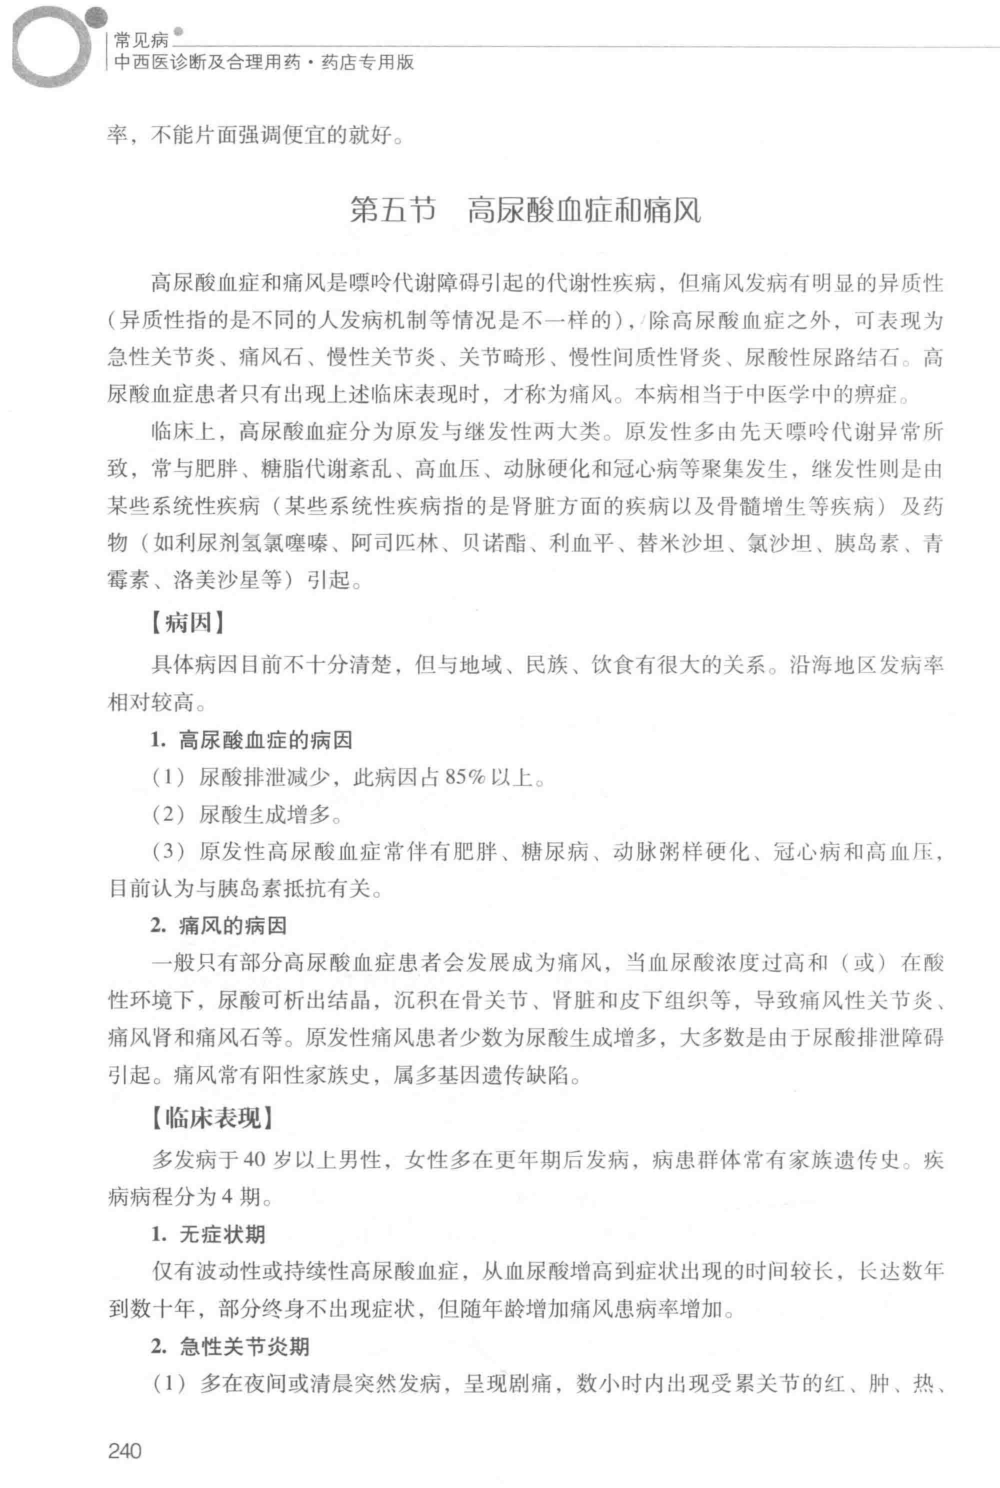 常见病
中西医诊断及合理用药·药店专用版
率，不能片面强调便宜的就好。
第五节 高尿酸血症和痛风
高尿酸血症和痛风是嘌呤代谢障碍引起的代谢性疾病，但痛风发病有明显的异质性
（异质性指的是不同的人发病机制等情况是不一样的），除高尿酸血症之外，可表现为
急性关节炎、痛风石、慢性关节炎、关节畸形、慢性间质性肾炎、尿酸性尿路结石。高
尿酸血症患者只有出现上述临床表现时，才称为痛风。本病相当于中医学中的痹症。
临床上，高尿酸血症分为原发与继发性两大类。原发性多由先天嘌呤代谢异常所
致，常与肥胖、糖脂代谢紊乱、高血压、动脉硬化和冠心病等聚集发生，继发性则是由
某些系统性疾病（某些系统性疾病指的是肾脏方面的疾病以及骨髓增生等疾病）及药
物（如利尿剂氢氯噻嗪、阿司匹林、贝诺酯、利血平、替米沙坦、氯沙坦、胰岛素、青
霉素、洛美沙星等）引起。
【病因】
具体病因目前不十分清楚，但与地域、民族、饮食有很大的关系。沿海地区发病率
相对较高。
1. 高尿酸血症的病因
（1）尿酸排泄减少，此病因占85%以上。
（2）尿酸生成增多。
（3）原发性高尿酸血症常伴有肥胖、糖尿病、动脉粥样硬化、冠心病和高血压，
目前认为与胰岛素抵抗有关。
2. 痛风的病因
一般只有部分高尿酸血症患者会发展成为痛风，当血尿酸浓度过高和（或）在酸
性环境下，尿酸可析出结晶，沉积在骨关节、肾脏和皮下组织等，导致痛风性关节炎、
痛风肾和痛风石等。原发性痛风患者少数为尿酸生成增多，大多数是由于尿酸排泄障碍
引起。痛风常有阳性家族史，属多基因遗传缺陷。
【临床表现】
多发病于40岁以上男性，女性多在更年期后发病，病患群体常有家族遗传史。疾
病病程分为4期。
1. 无症状期
仅有波动性或持续性高尿酸血症，从血尿酸增高到症状出现的时间较长，长达数年
到数十年，部分终身不出现症状，但随年龄增加痛风患病率增加。
2. 急性关节炎期
（1）多在夜间或清晨突然发病，呈现剧痛，数小时内出现受累关节的红、肿、热、
240